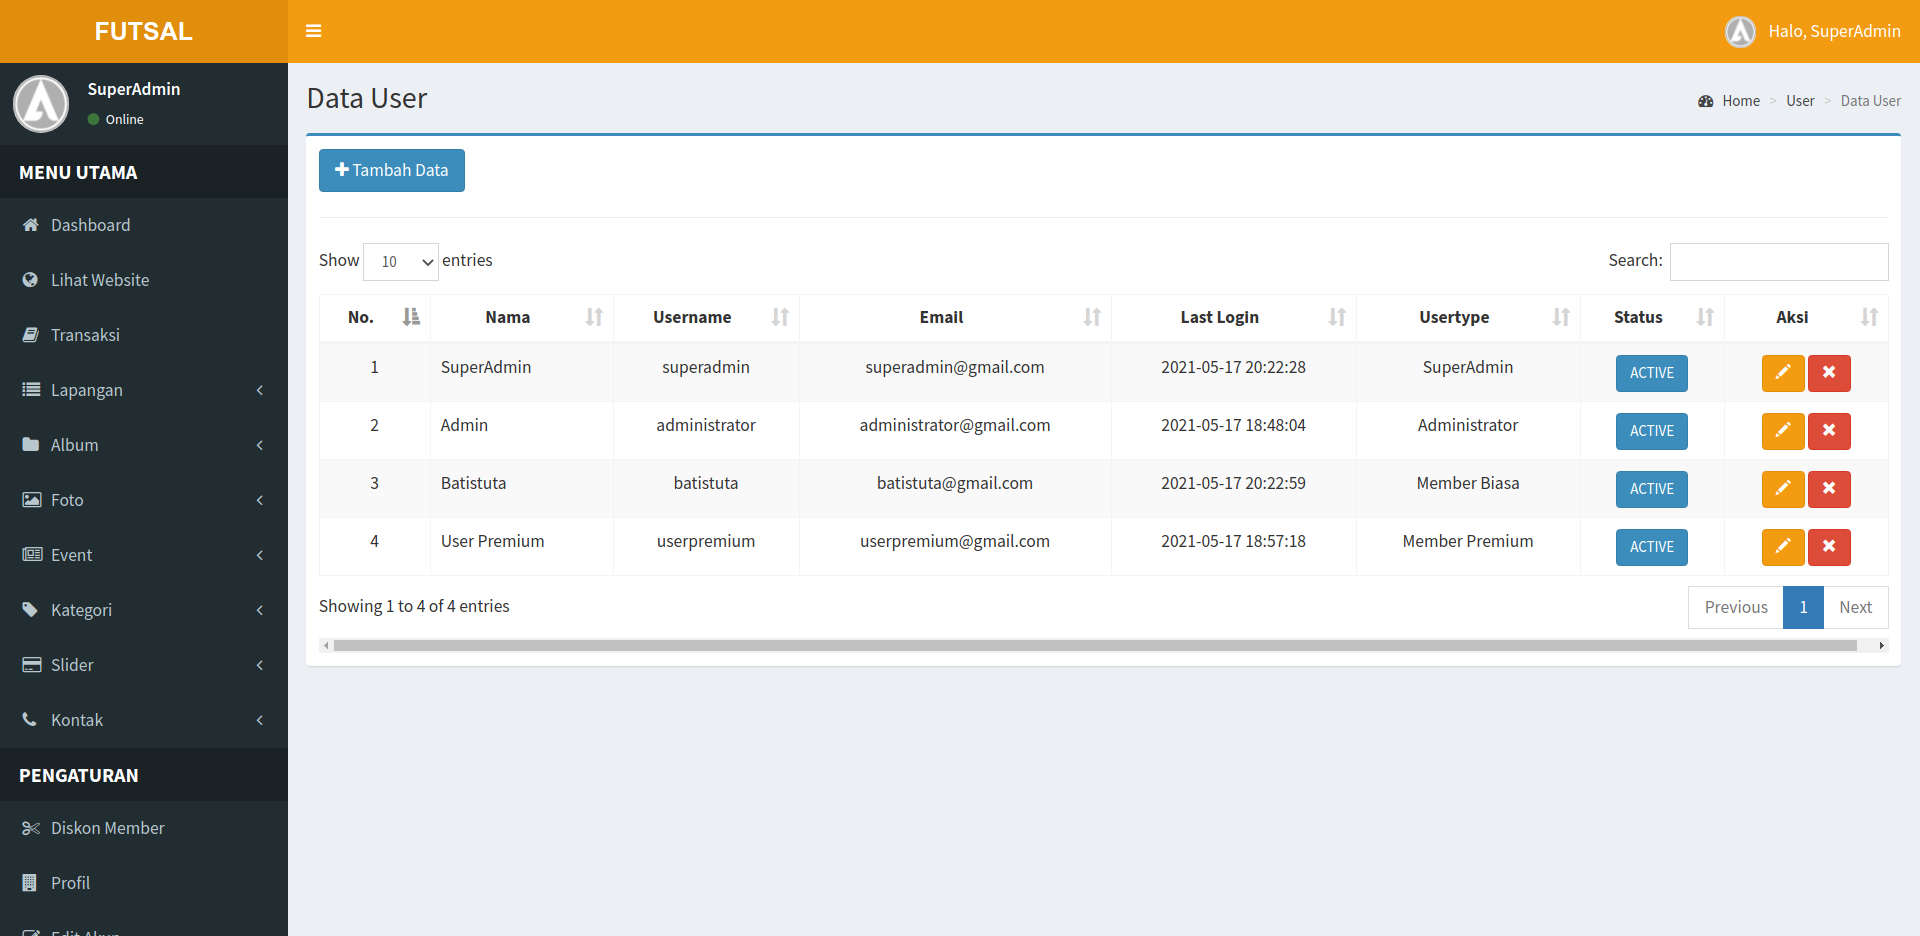 FUTSAL
Halo, SuperAdmin
SuperAdmin
Online
MENU UTAMA
Dashboard
Lihat Website
Transaksi
Lapangan
Album
Foto
Event
Kategori
Slider
Kontak
PENGATURAN
Diskon Member
Profil
Edit Akun
Data User
Home > User > Data User
Tambah Data
Show 10 entries
Search:
No. Nama Username Email Last Login Usertype Status Aksi
1 SuperAdmin superadmin superadmin@gmail.com 2021-05-17 20:22:28 SuperAdmin ACTIVE
2 Admin administrator administrator@gmail.com 2021-05-17 18:48:04 Administrator ACTIVE
3 Batistuta batistuta batistuta@gmail.com 2021-05-17 20:22:59 Member Biasa ACTIVE
4 User Premium userpremium userpremium@gmail.com 2021-05-17 18:57:18 Member Premium ACTIVE
Showing 1 to 4 of 4 entries
Previous 1 Next